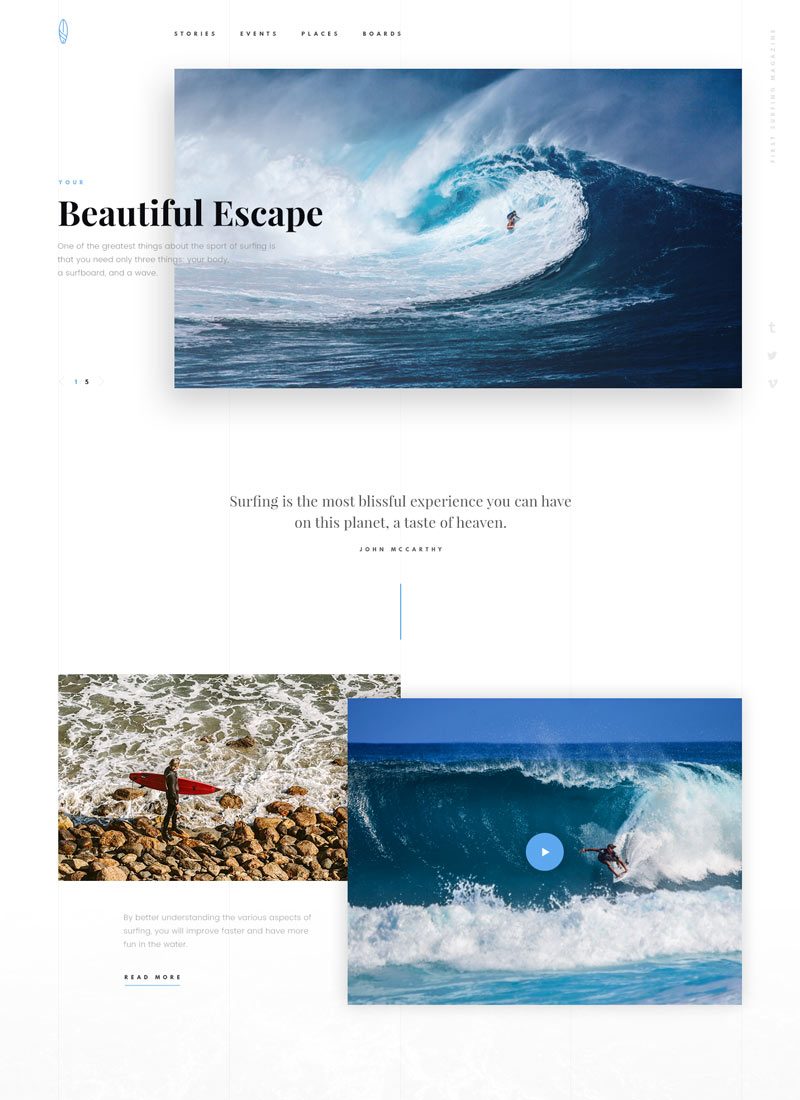 STORIES EVENTS PLACES BOARDS
FIRST SURFING MAGAZINE
YOUR
Beautiful Escape
One of the greatest things about the sport of surfing is
that you need only three things: your body,
a surfboard, and a wave.
1 5
Surfing is the most blissful experience you can have
on this planet, a taste of heaven.
JOHN MCCARTHY
By better understanding the various aspects of
surfing, you will improve faster and have more
fun in the water.
READ MORE